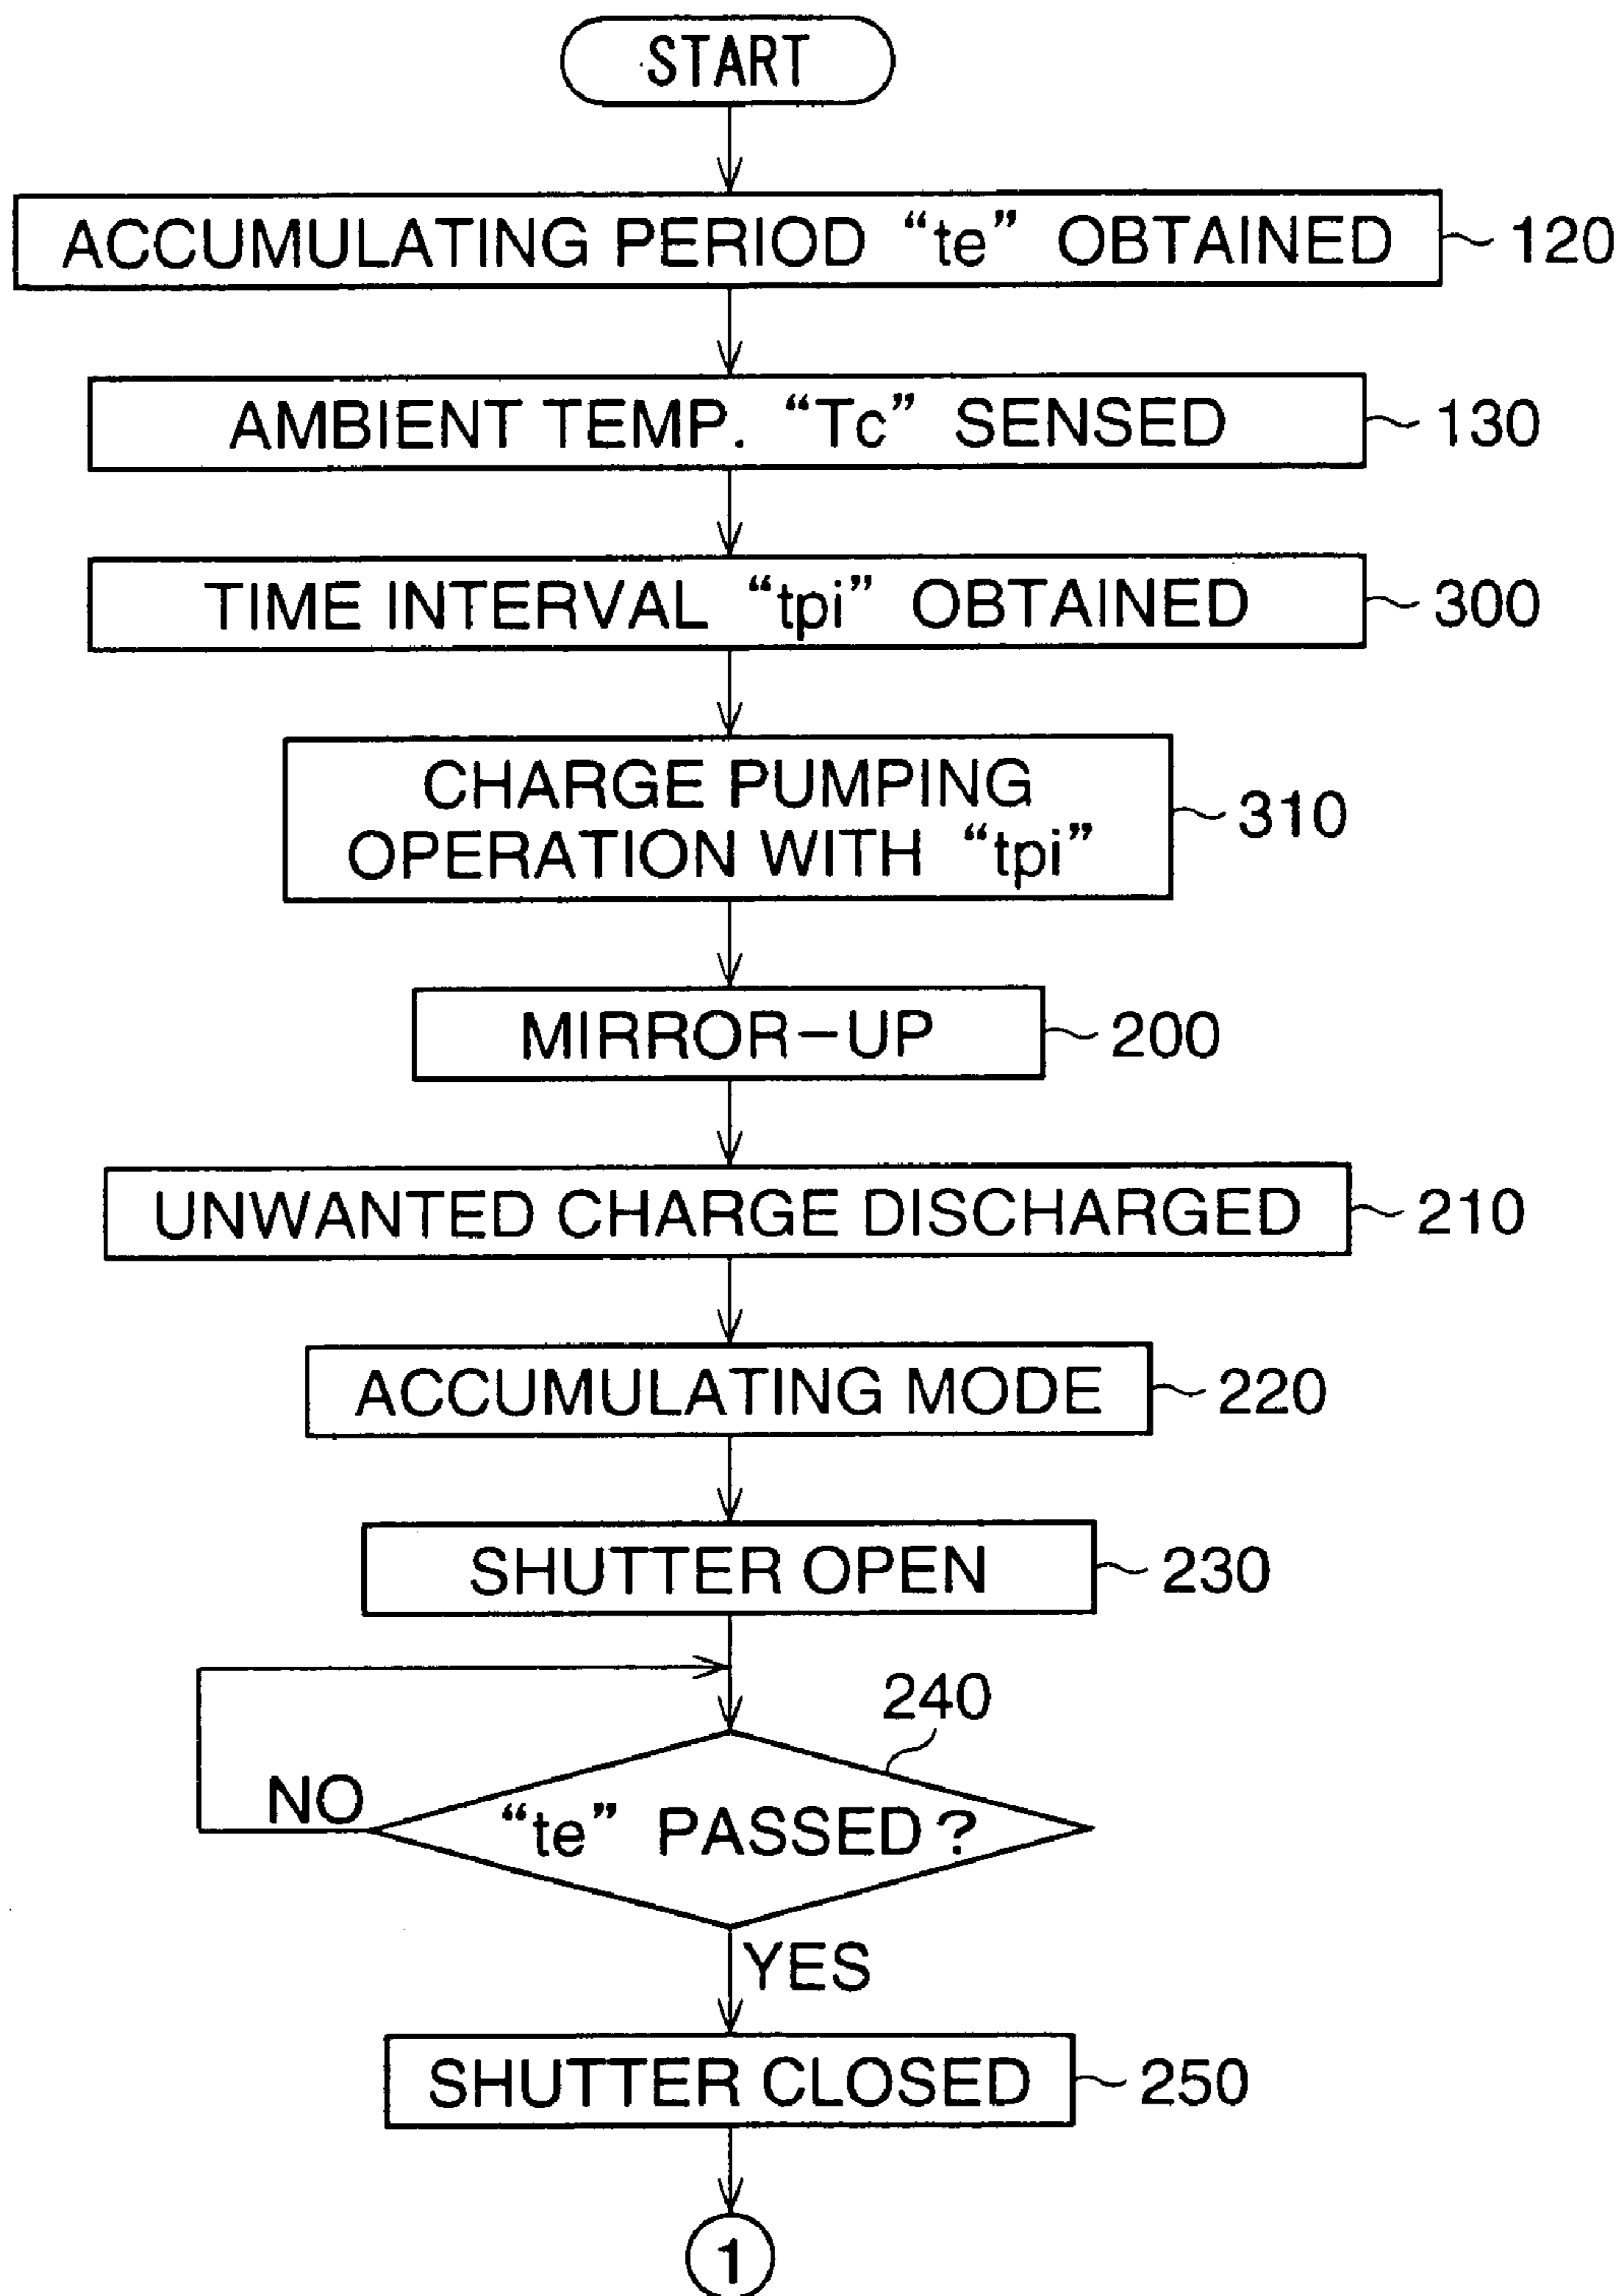 START
ACCUMULATING PERIOD “te” OBTAINED
120
AMBIENT TEMP. “Tc” SENSED
130
TIME INTERVAL “tpi” OBTAINED
300
CHARGE PUMPING
OPERATION WITH “tpi”
310
MIRROR-UP
200
UNWANTED CHARGE DISCHARGED
210
ACCUMULATING MODE
220
SHUTTER OPEN
230
240
NO
“te” PASSED?
YES
SHUTTER CLOSED
250
1